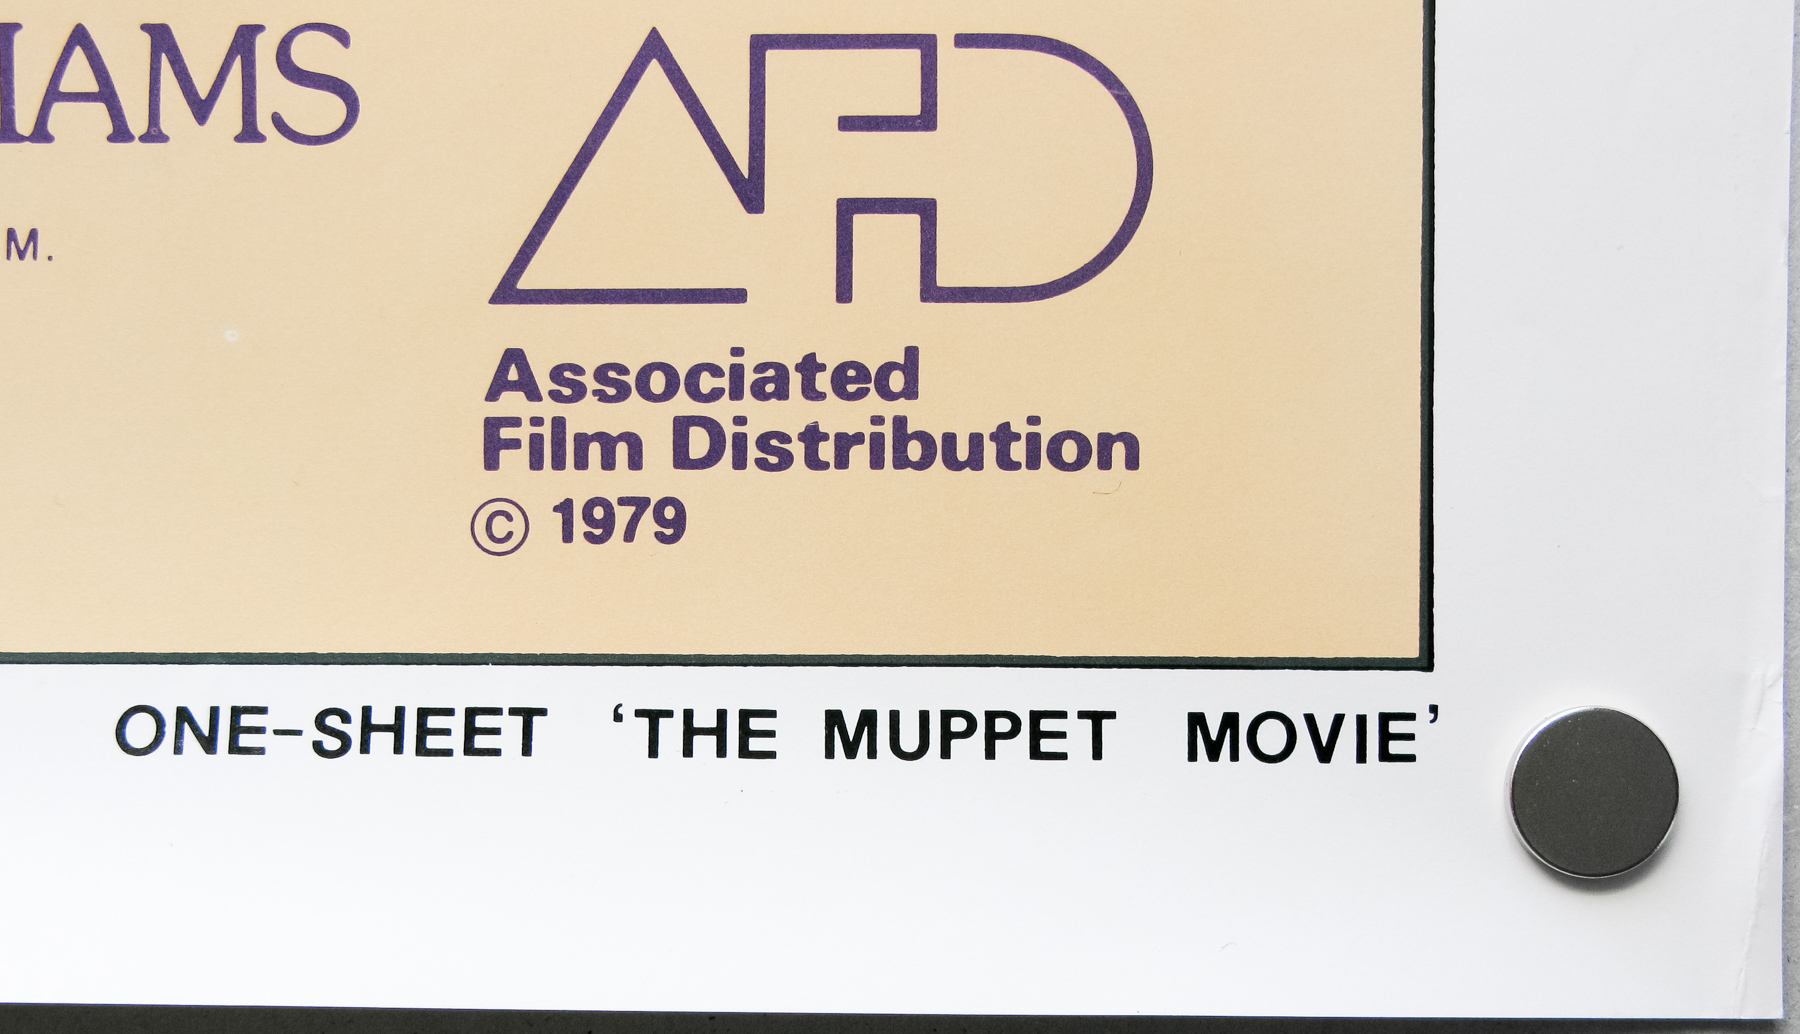 IAMS
M.
AFD
Associated
Film Distribution
© 1979
ONE-SHEET 'THE MUPPET MOVIE'